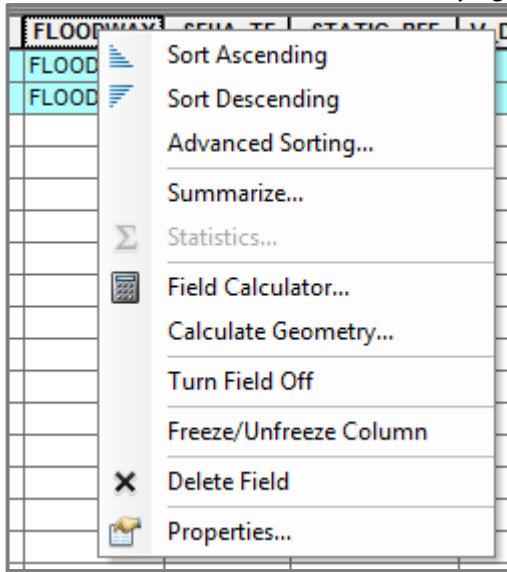 FLOODWAY
FLOOD
FLOOD
Sort Ascending
Sort Descending
Advanced Sorting...
Summarize...
Σ Statistics...
Field Calculator...
Calculate Geometry...
Turn Field Off
Freeze/Unfreeze Column
Delete Field
Properties...